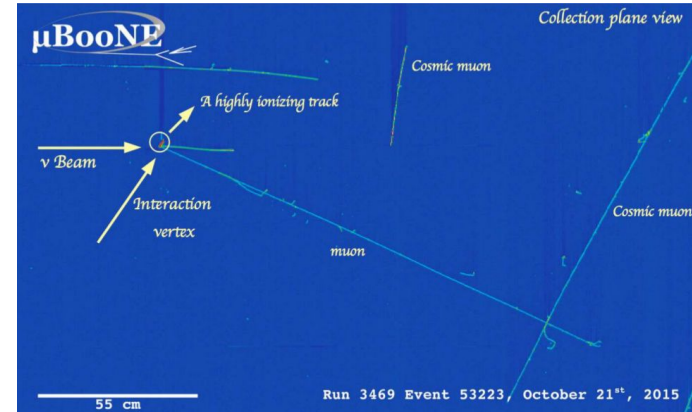 Collection plane view
μBooNE
Cosmic muon
A highly ionizing track
ν Beam
Interaction
vertex
Cosmic muon
muon
55 cm
Run 3469 Event 53223, October 21st, 2015